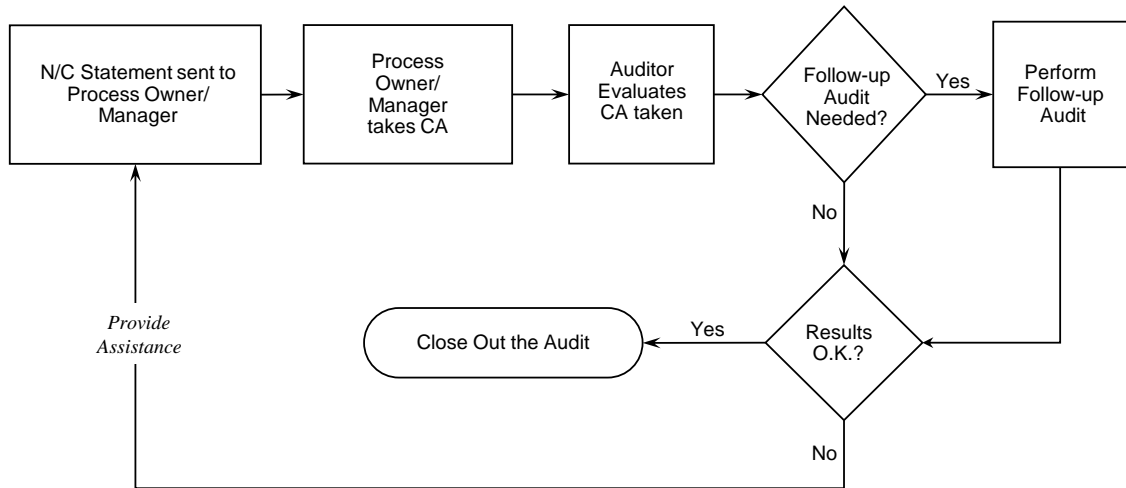 N/C Statement sent to
Process Owner/
Manager
Process
Owner/
Manager
takes CA
Auditor
Evaluates
CA taken
Follow-up
Audit
Needed?
Yes
Perform
Follow-up
Audit
No
Provide
Assistance
Close Out the Audit
Yes
Results
O.K.?
No